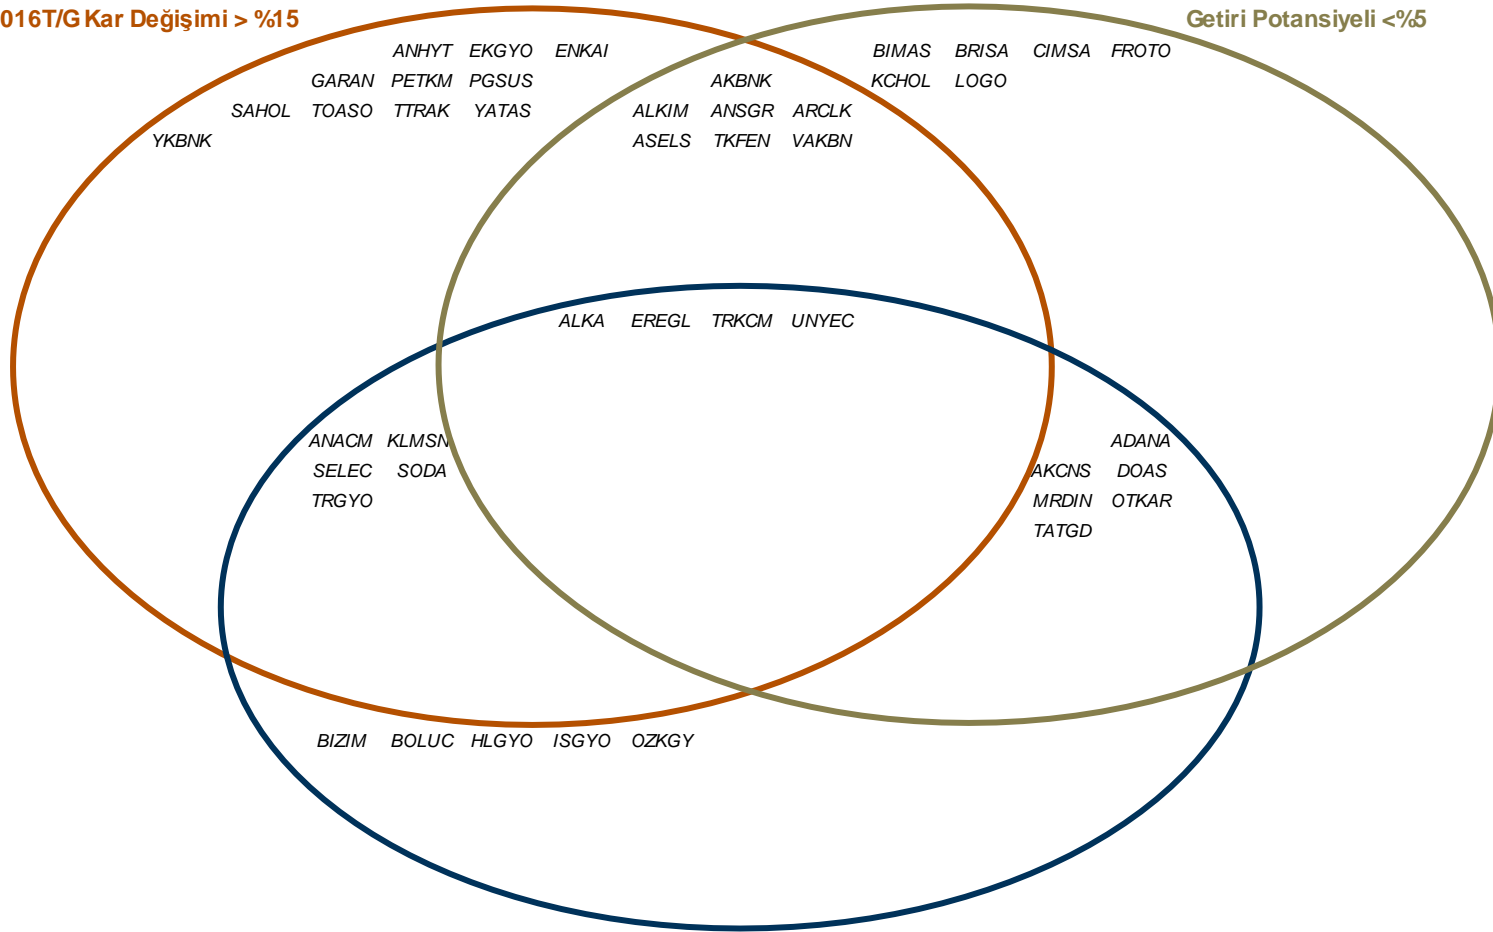 016T/G Kar Değişimi > %15
Getiri Potansiyeli <%5
ANHYT EKGYO ENKAI
GARAN PETKM PGSUS
SAHOL TOASO TTRAK YATAS
YKBNK
AKBNK
ALKIM ANSGR ARCLK
ASELS TKFEN VAKBN
BIMAS BRISA CIMSA FROTO
KCHOL LOGO
ALKA EREGL TRKCM UNYEC
ANACM KLMSN
SELEC SODA
TRGYO
ADANA
AKCNS DOAS
MRDIN OTKAR
TATGD
BIZIM BOLUC HLGYO ISGYO OZKGY